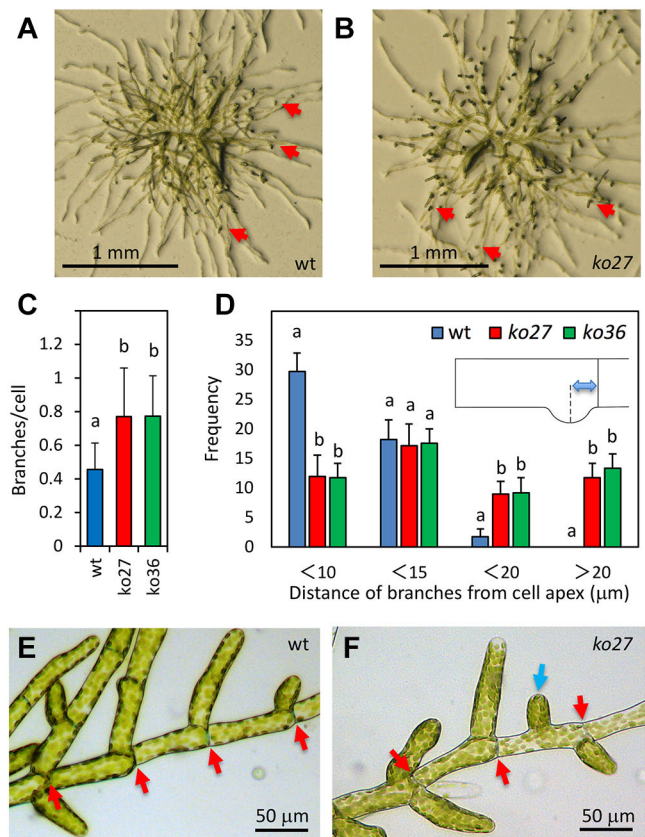 A
1 mm
wt
B
1 mm
ko27
C
Branches/cell
1.2
1
0.8
0.6
0.4
0.2
0
a
b
b
wt
ko27
ko36
D
wt ko27 ko36
Frequency
35
30
25
20
15
10
5
0
a b b
a a a
a b b
a b b
<10 <15 <20 >20
Distance of branches from cell apex (μm)
E
wt
50 μm
F
ko27
50 μm